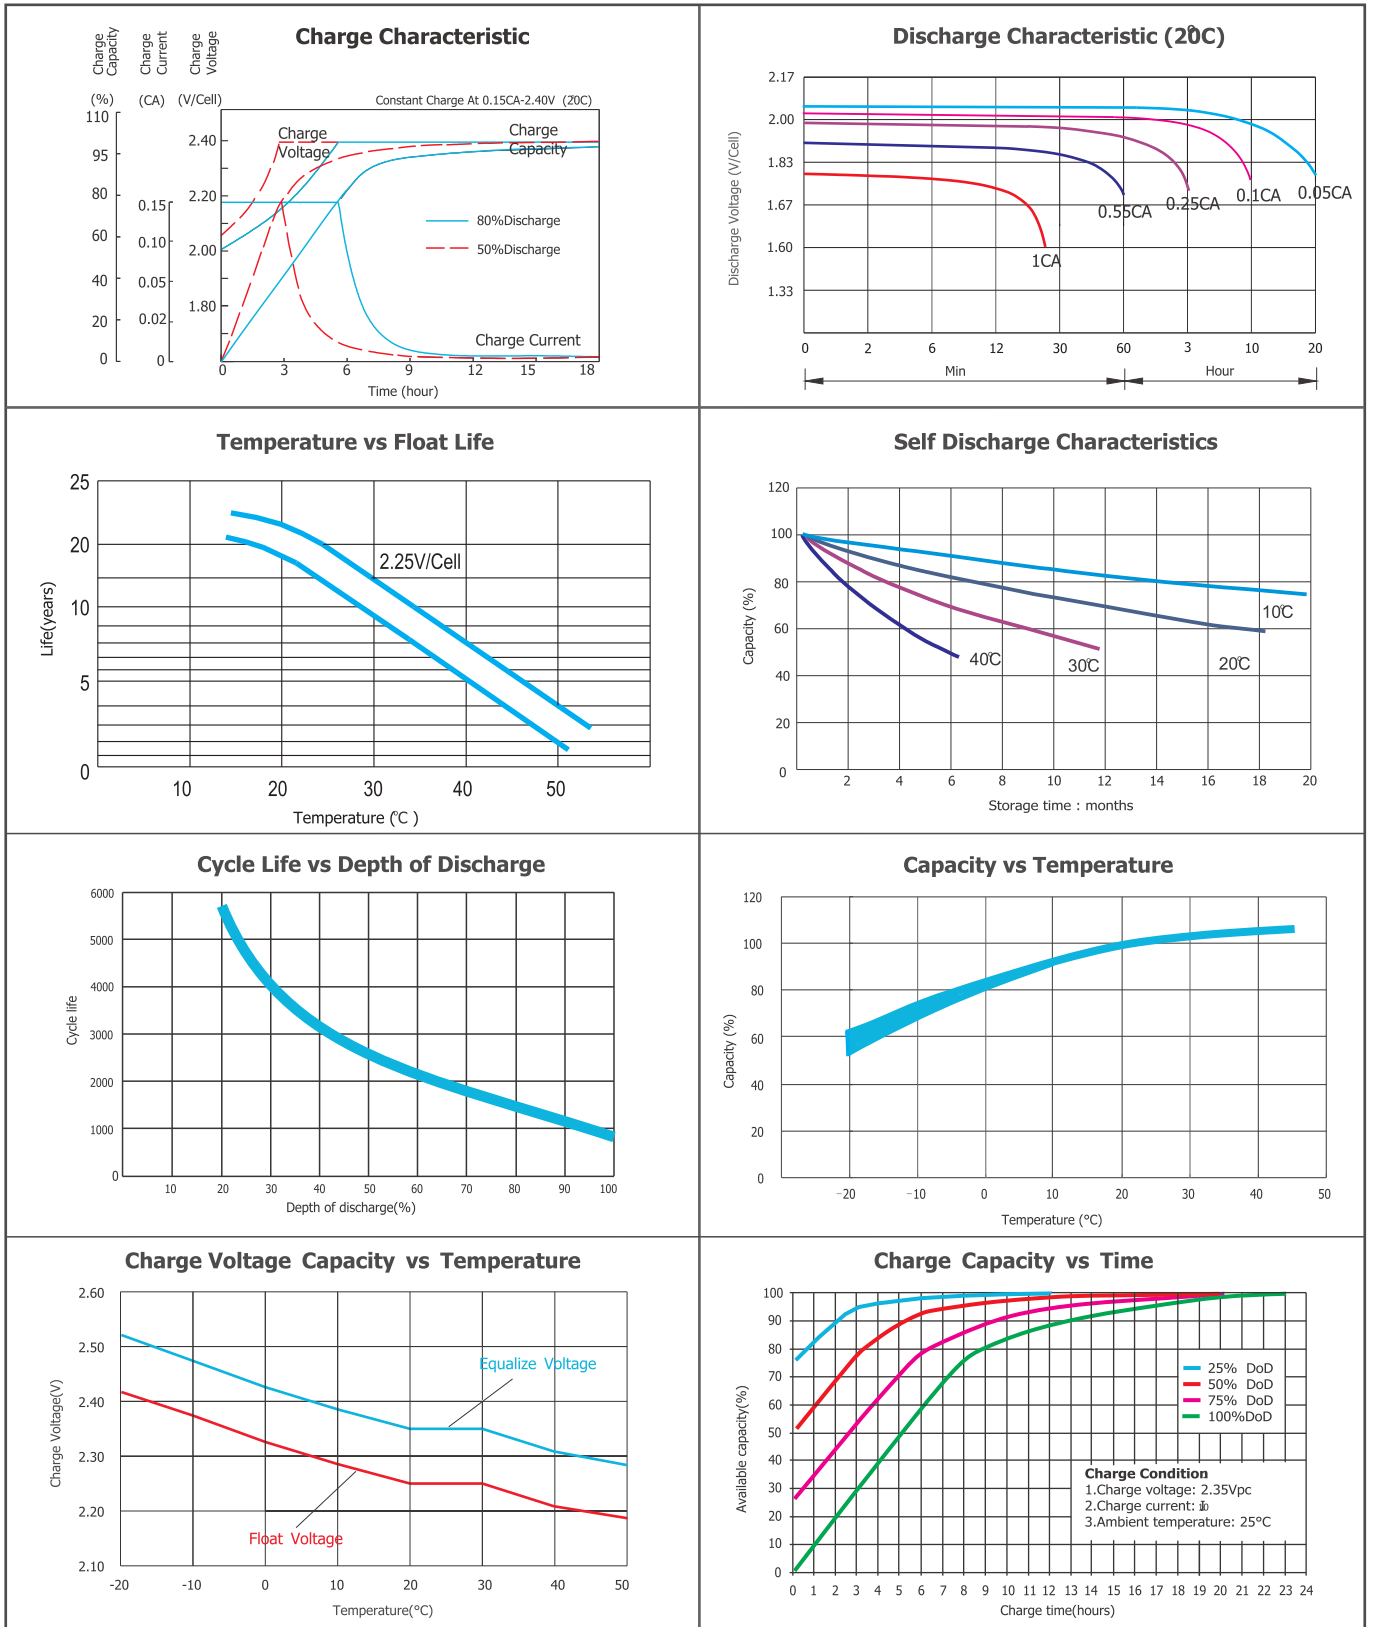 Charge Characteristic
Charge Capacity
Charge Current
Charge Voltage
(%) (CA) (V/Cell)
Constant Charge At 0.15CA-2.40V (20℃)
110
95
80
60
40
20
0
0.15
0.10
0.05
0.02
0
2.40
2.20
2.00
1.80
Charge Voltage
Charge Capacity
80%Discharge
50%Discharge
Charge Current
0 3 6 9 12 15 18
Time (hour)
Discharge Characteristic (20℃)
Discharge Voltage (V/Cell)
2.17
2.00
1.83
1.67
1.60
1.33
0.05CA
0.1CA
0.25CA
0.55CA
1CA
0 2 6 12 30 60 3 10 20
Min Hour
Temperature vs Float Life
Life(years)
25
20
10
5
0
2.25V/Cell
10 20 30 40 50
Temperature (℃ )
Self Discharge Characteristics
Capacity (%)
120
100
80
60
40
20
0
10℃
20℃
30℃
40℃
2 4 6 8 10 12 14 16 18 20
Storage time : months
Cycle Life vs Depth of Discharge
Cycle life
6000
5000
4000
3000
2000
1000
0
10 20 30 40 50 60 70 80 90 100
Depth of discharge(%)
Capacity vs Temperature
Capacity (%)
120
100
80
60
40
20
0
-20 -10 0 10 20 30 40 50
Temperature (°C)
Charge Voltage Capacity vs Temperature
Charge Voltage(V)
2.60
2.50
2.40
2.30
2.20
2.10
Equalize Voltage
Float Voltage
-20 -10 0 10 20 30 40 50
Temperature(°C)
Charge Capacity vs Time
Available capacity(%)
100
90
80
70
60
50
40
30
20
10
0
25% DoD
50% DoD
75% DoD
100%DoD
Charge Condition
1.Charge voltage: 2.35Vpc
2.Charge current:
3.Ambient temperature: 25°C
0 1 2 3 4 5 6 7 8 9 10 11 12 13 14 15 16 17 18 19 20 21 22 23 24
Charge time(hours)